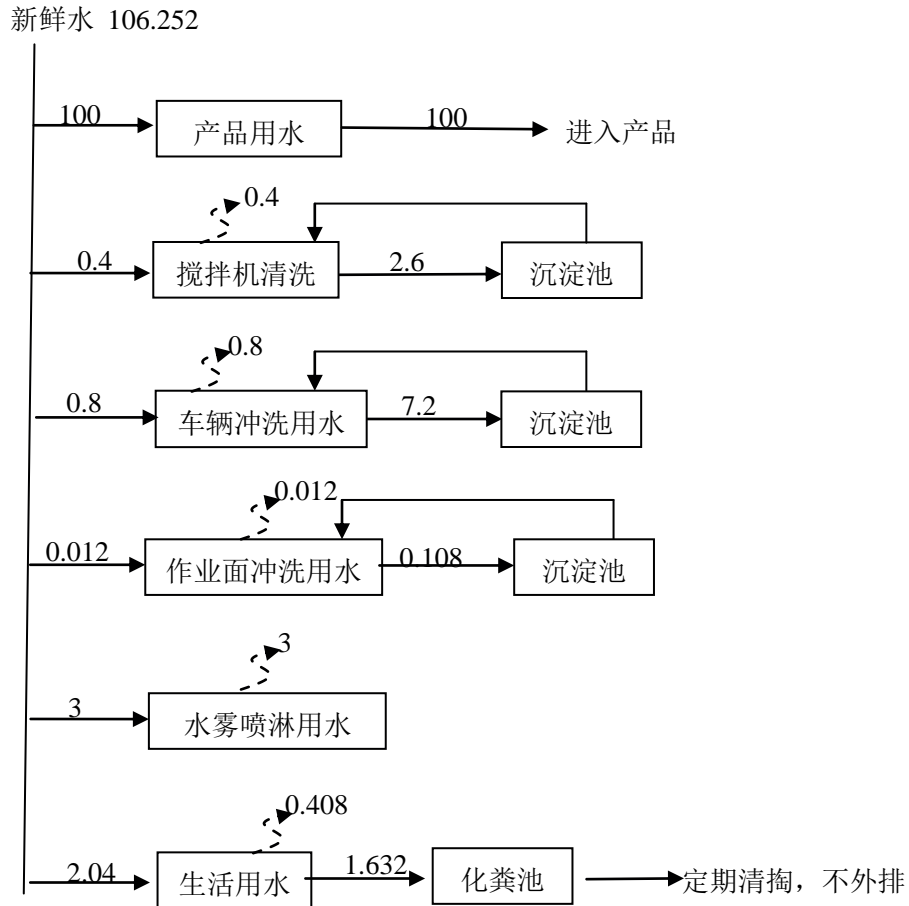 新鲜水 106.252
100 产品用水 100 进入产品
0.4
0.4 搅拌机清洗 2.6 沉淀池
0.8
0.8 车辆冲洗用水 7.2 沉淀池
0.012
0.012 作业面冲洗用水 0.108 沉淀池
3
3 水雾喷淋用水
0.408
2.04 生活用水 1.632 化粪池 定期清掏，不外排